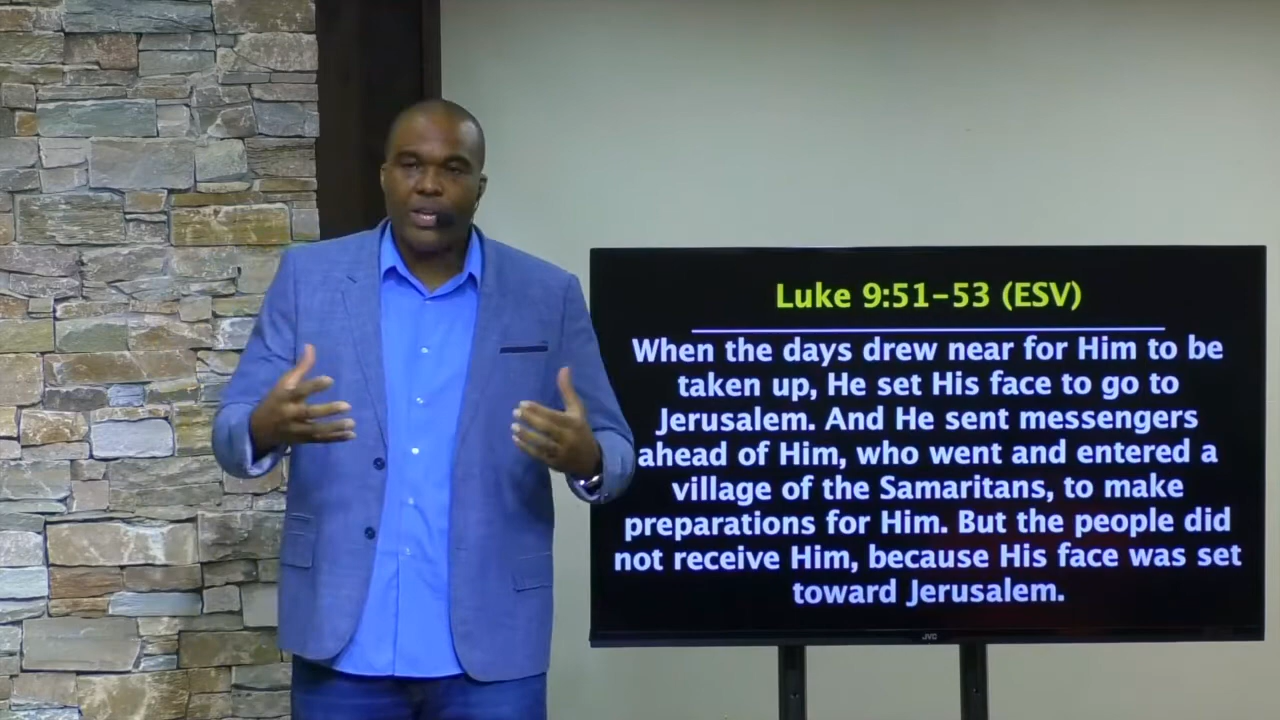 Luke 9:51–53 (ESV)
When the days drew near for Him to be
taken up, He set His face to go to
Jerusalem. And He sent messengers
ahead of Him, who went and entered a
village of the Samaritans, to make
preparations for Him. But the people did
not receive Him, because His face was set
toward Jerusalem.
JVC